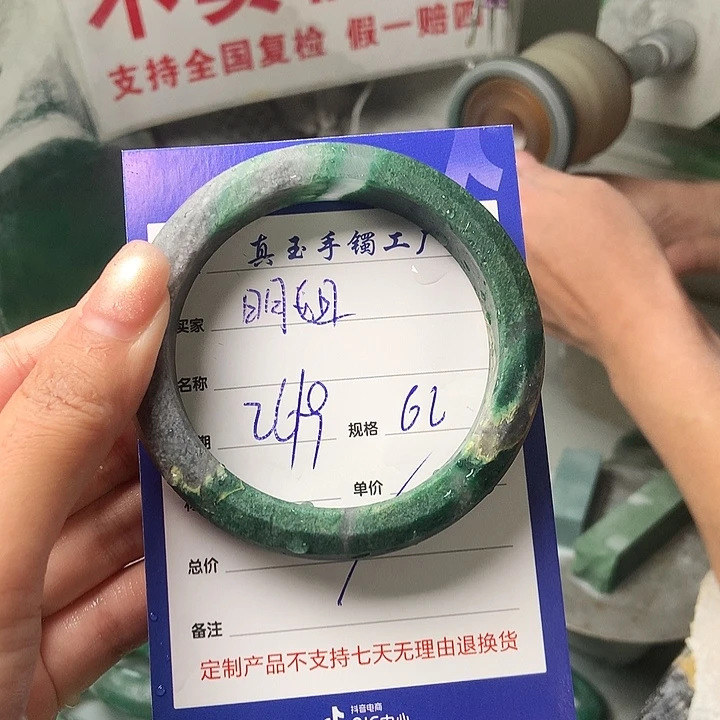 支持全国复检 假一赔四
真玉手镯工厂
买家 明姐
名称
期 规格 62
单价
总价
备注
定制产品不支持七天无理由退换货
抖音电商